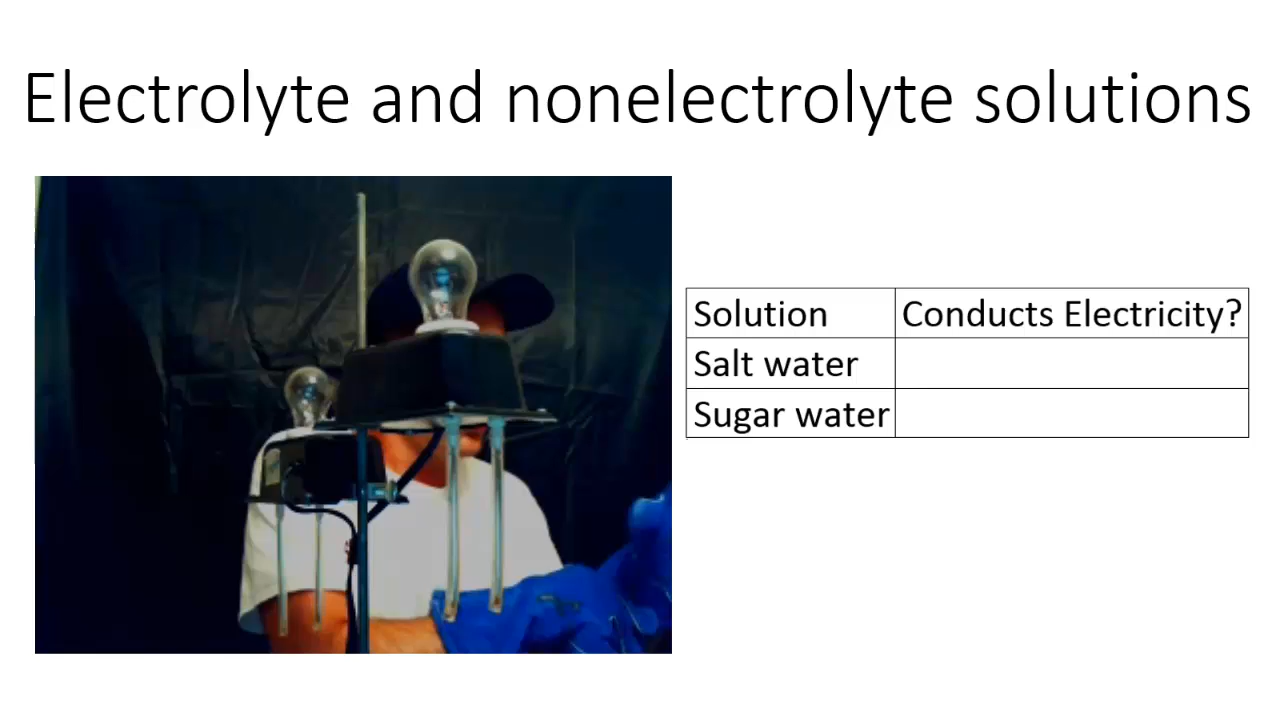 Electrolyte and nonelectrolyte solutions
Solution Conducts Electricity?
Salt water
Sugar water